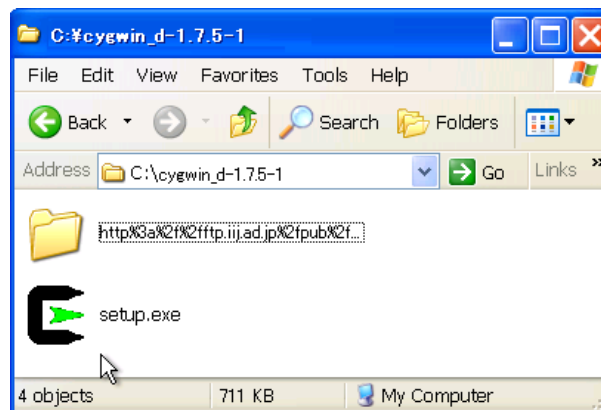 C:¥cygwin_d-1.7.5-1
File Edit View Favorites Tools Help
Back Search Folders
Address C:\cygwin_d-1.7.5-1 Go Links »
http%3a%2f%2fftp.iij.ad.jp%2fpub%2f...
setup.exe
4 objects 711 KB My Computer